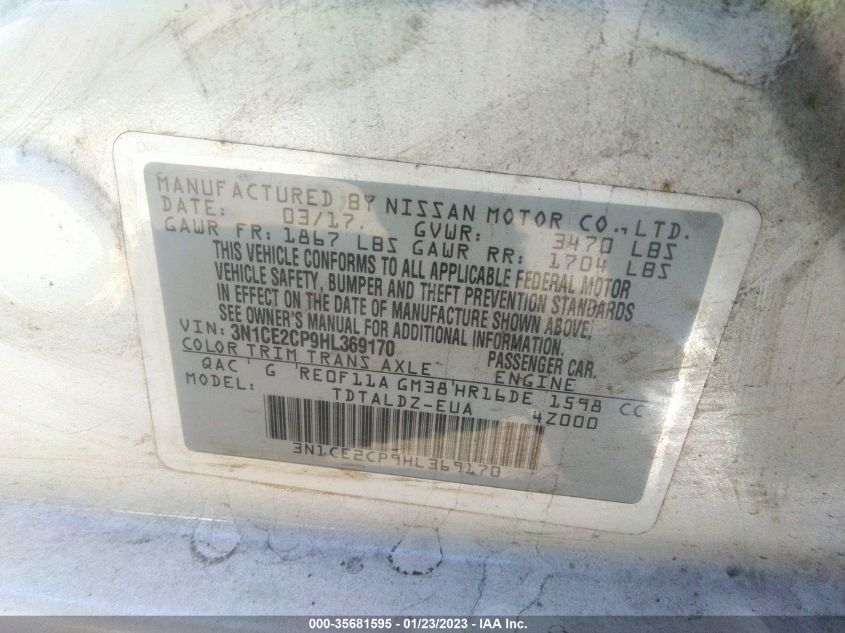 MANUFACTURED BY NISSAN MOTOR CO., LTD.
DATE: 03/17. GVWR: 3470 LBS
GAWR FR: 1867 LBS GAWR RR: 1704 LBS
THIS VEHICLE CONFORMS TO ALL APPLICABLE FEDERAL MOTOR
VEHICLE SAFETY, BUMPER AND THEFT PREVENTION STANDARDS
IN EFFECT ON THE DATE OF MANUFACTURE SHOWN ABOVE,
SEE OWNER'S MANUAL FOR ADDITIONAL INFORMATION.
VIN: 3N1CE2CP9HL369170 PASSENGER CAR.
COLOR TRIM TRANS AXLE ENGINE
QAC G RE0F11A GM38 HR16DE 1598 CC
MODEL: TDTALDZ-EUA 4Z000
3N1CE2CP9HL369170
000-35681595 - 01/23/2023 - IAA Inc.